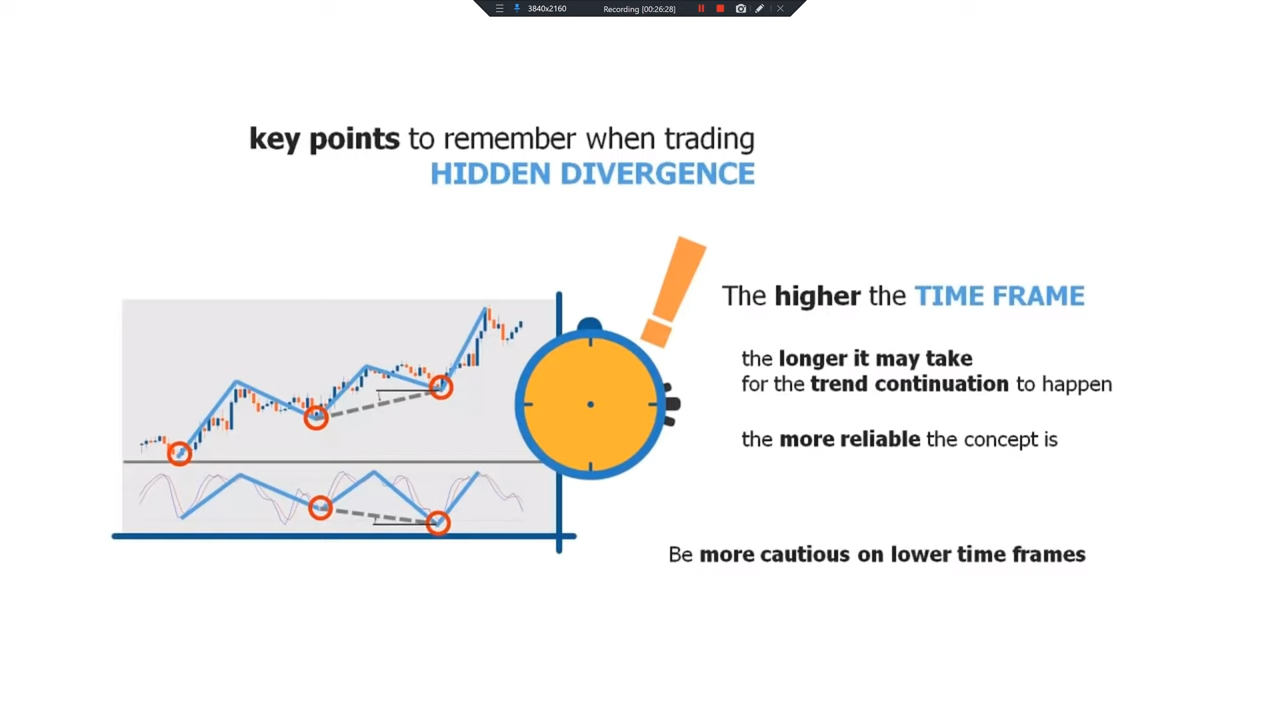 3840x2160 Recording [00:26:28]
key points to remember when trading
HIDDEN DIVERGENCE
The higher the TIME FRAME
the longer it may take
for the trend continuation to happen
the more reliable the concept is
Be more cautious on lower time frames